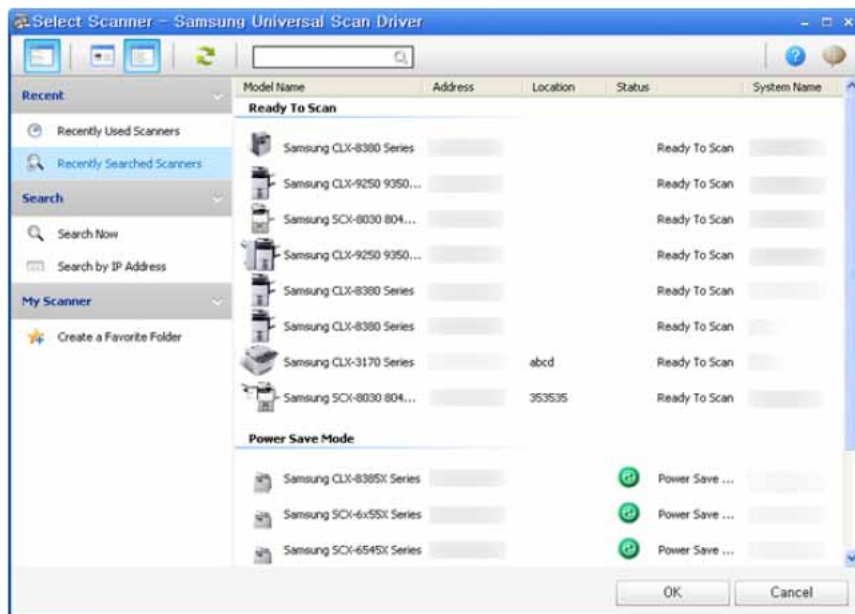 Select Scanner - Samsung Universal Scan Driver
Recent
Recently Used Scanners
Recently Searched Scanners
Search
Search Now
Search by IP Address
My Scanner
Create a Favorite Folder
Model Name Address Location Status System Name
Ready To Scan
Samsung CLX-8380 Series Ready To Scan
Samsung CLX-9250 9350... Ready To Scan
Samsung SCX-8030 804... Ready To Scan
Samsung CLX-9250 9350... Ready To Scan
Samsung CLX-8380 Series Ready To Scan
Samsung CLX-8380 Series Ready To Scan
Samsung CLX-3170 Series abcd Ready To Scan
Samsung SCX-8030 804... 353535 Ready To Scan
Power Save Mode
Samsung CLX-8385X Series Power Save ...
Samsung SCX-6x55X Series Power Save ...
Samsung SCX-6545X Series Power Save ...
OK Cancel